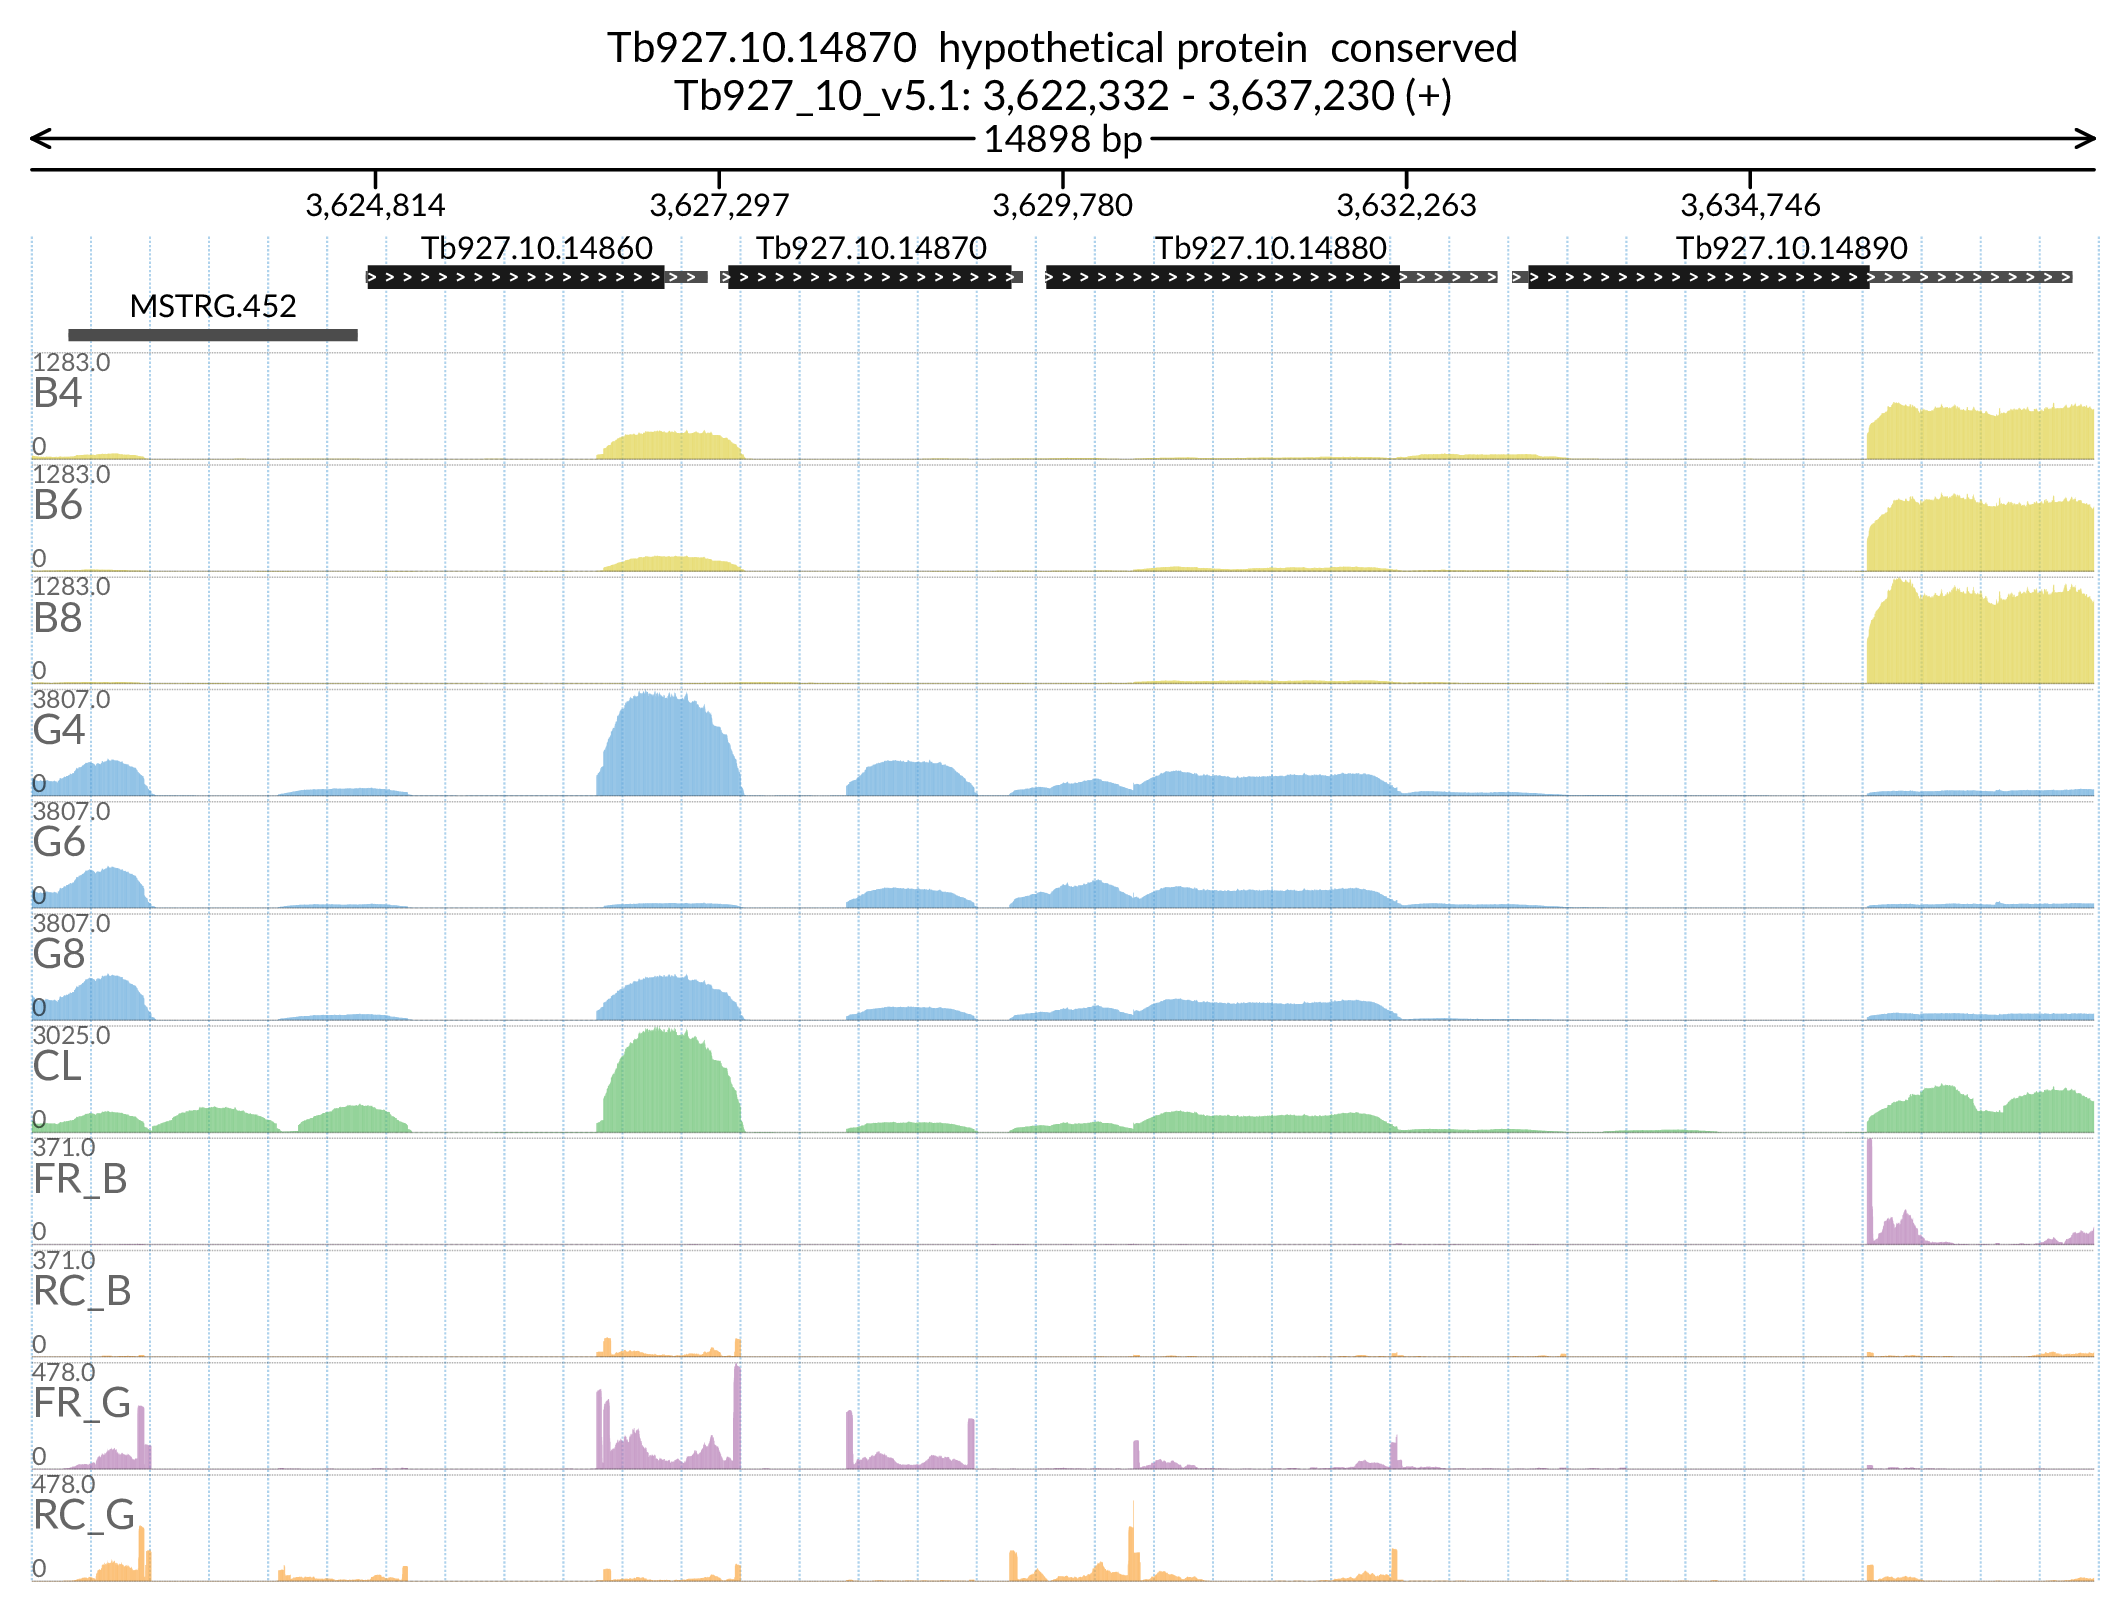 Tb927.10.14870  hypothetical protein  conserved
Tb927_10_v5.1: 3,622,332 - 3,637,230 (+)
14898 bp
3,624,814 3,627,297 3,629,780 3,632,263 3,634,746
Tb927.10.14860 Tb927.10.14870 Tb927.10.14880 Tb927.10.14890
MSTRG.452
1283.0
B4
0
1283.0
B6
0
1283.0
B8
0
3807.0
G4
0
3807.0
G6
0
3807.0
G8
0
3025.0
CL
0
371.0
FR_B
0
371.0
RC_B
0
478.0
FR_G
0
478.0
RC_G
0